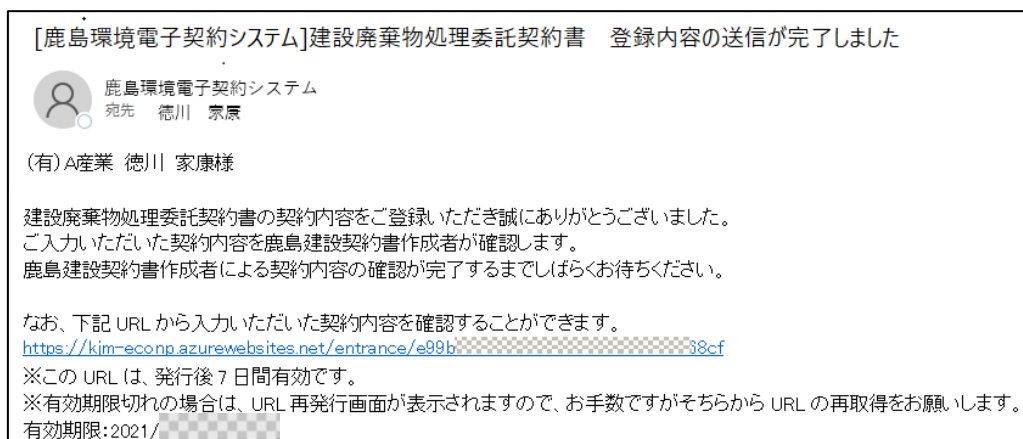 [鹿島環境電子契約システム]建設廃棄物処理委託契約書　登録内容の送信が完了しました
鹿島環境電子契約システム
宛先　徳川　家康
(有)A産業 徳川 家康様
建設廃棄物処理委託契約書の契約内容をご登録いただき誠にありがとうございました。
ご入力いただいた契約内容を鹿島建設契約書作成者が確認します。
鹿島建設契約書作成者による契約内容の確認が完了するまでしばらくお待ちください。
なお、下記 URL から入力いただいた契約内容を確認することができます。
https://kjm-econp.azurewebsites.net/entrance/e99b 38cf
※この URL は、発行後 7 日間有効です。
※有効期限切れの場合は、URL 再発行画面が表示されますので、お手数ですがそちらから URL の再取得をお願いします。
有効期限:2021/